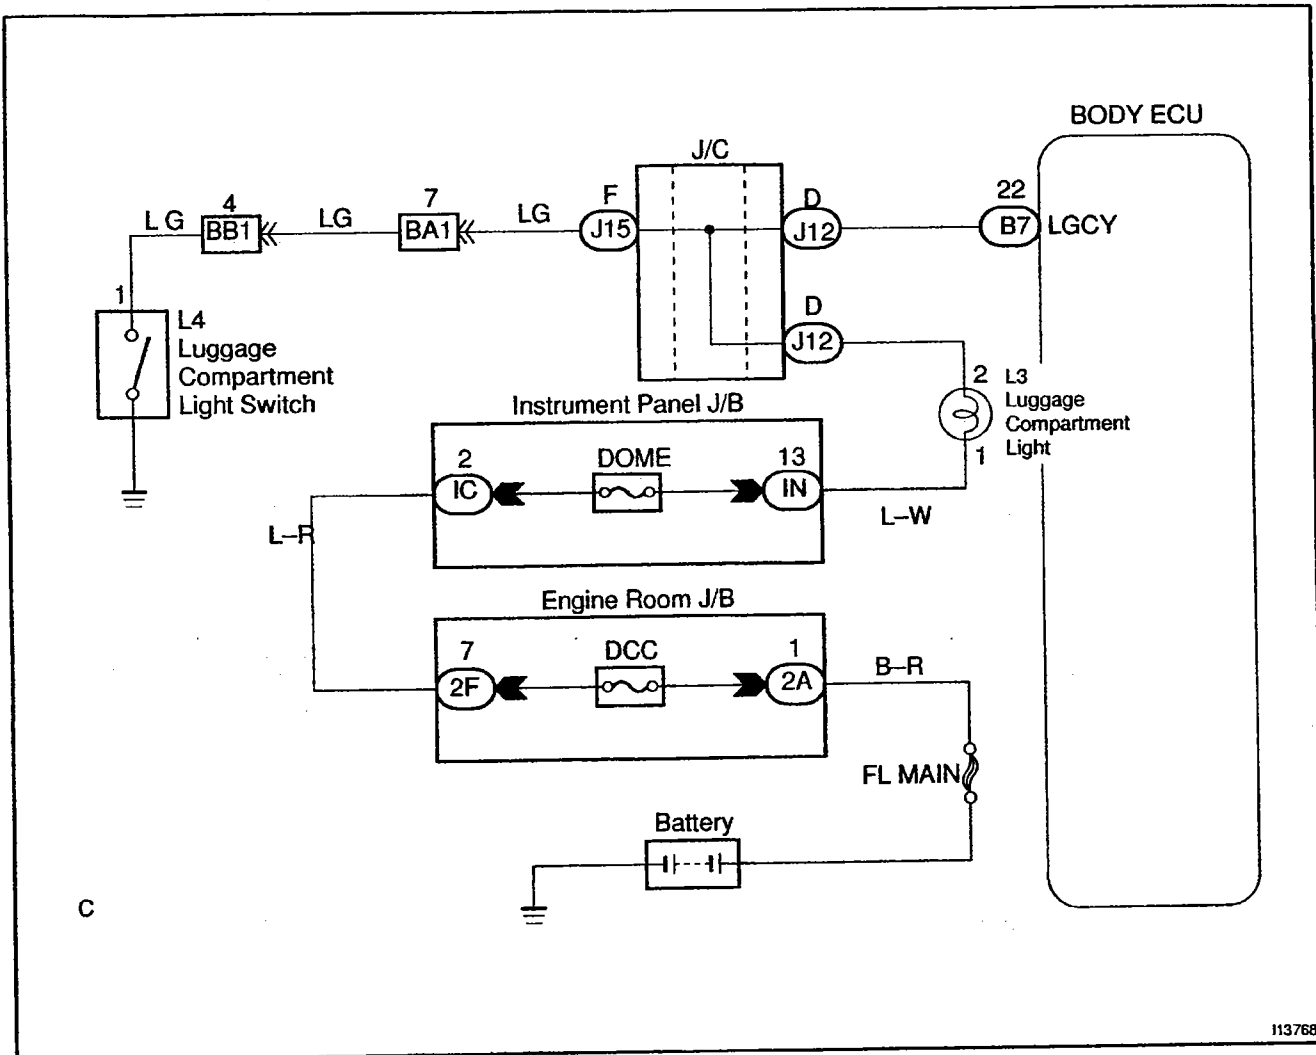 BODY ECU
J/C
4
7
F
D
22
LG
BB1
LG
BA1
LG
J15
J12
B7
LGCY
1
D
J12
L4
Luggage
Compartment
Light Switch
2
L3
Luggage
Compartment
Light
1
Instrument Panel J/B
2
DOME
13
IC
IN
L–W
L–R
Engine Room J/B
7
DCC
1
2F
2A
B–R
FL MAIN
Battery
C
I13768